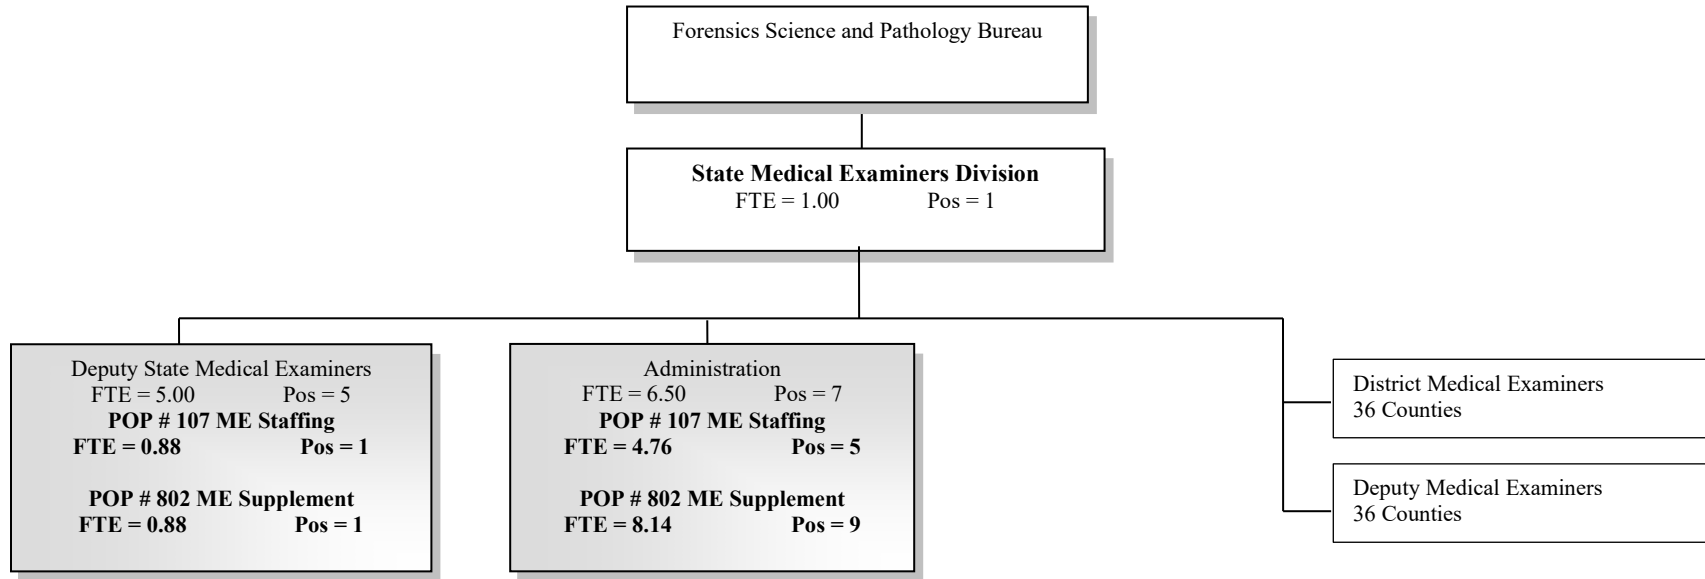 Forensics Science and Pathology Bureau
State Medical Examiners Division
FTE = 1.00 Pos = 1
Deputy State Medical Examiners
FTE = 5.00 Pos = 5
POP # 107 ME Staffing
FTE = 0.88 Pos = 1
POP # 802 ME Supplement
FTE = 0.88 Pos = 1
Administration
FTE = 6.50 Pos = 7
POP # 107 ME Staffing
FTE = 4.76 Pos = 5
POP # 802 ME Supplement
FTE = 8.14 Pos = 9
District Medical Examiners
36 Counties
Deputy Medical Examiners
36 Counties